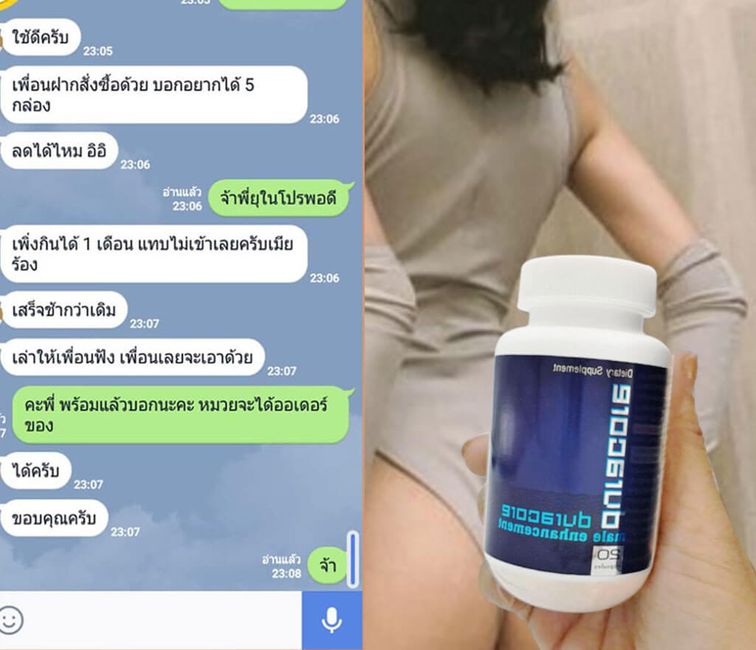 23:05
ใช้ดีครับ
23:05
เพื่อนฝากสั่งซื้อด้วย บอกอยากได้ 5
กล่อง
23:06
ลดได้ไหม อิอิ
23:06
อ่านแล้ว
23:06
จ้าพี่ยุในโปรพอดี
เพิ่งกินได้ 1 เดือน แทบไม่เข้าเลยครับเมีย
ร้อง
23:06
เสร็จช้ากว่าเดิม
23:07
เล่าให้เพื่อนฟัง เพื่อนเลยจะเอาด้วย
23:07
คะพี่ พร้อมแล้วบอกนะคะ หมวยจะได้ออเดอร์
ของ
ได้ครับ
23:07
ขอบคุณครับ
23:07
อ่านแล้ว
23:08
จ้า
Dietary Supplement
duracore
duracore
male enhancement